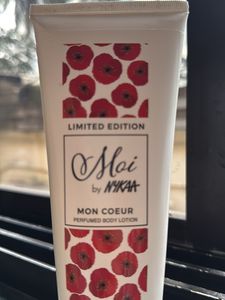 LIMITED EDITION
Moi
by NYKAA
MON COEUR
PERFUMED BODY LOTION